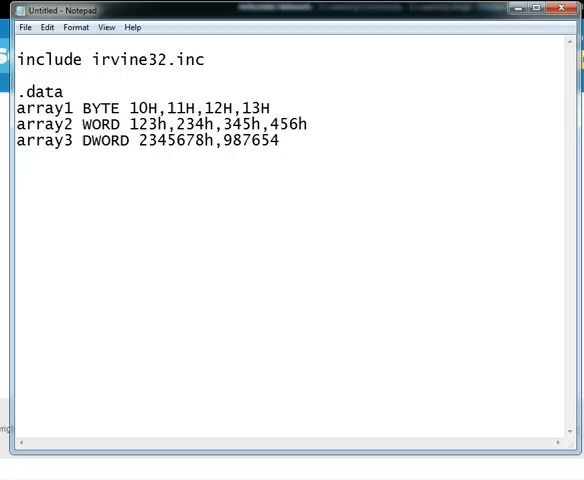 Untitled - Notepad
File Edit Format View Help
include irvine32.inc
.data
array1 BYTE 10H,11H,12H,13H
array2 WORD 123h,234h,345h,456h
array3 DWORD 2345678h,987654